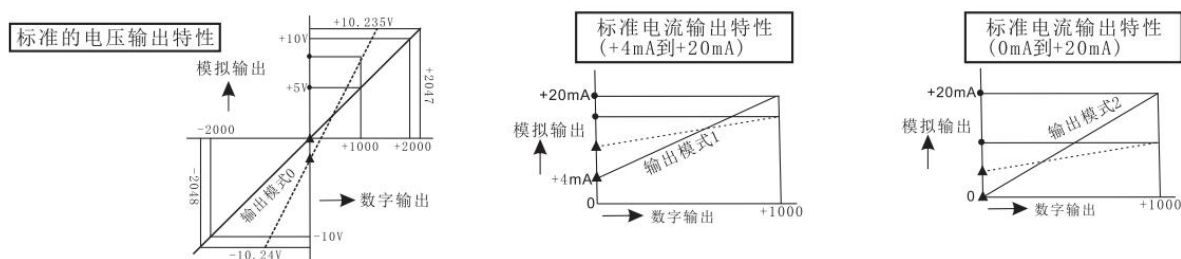 标准的电压输出特性
模拟输出
+10.235V
+10V
+5V
+2047
-2000
+1000
+2000
-2048
输出模式0
数字输出
-10V
-10.24V
标准电流输出特性
(+4mA到+20mA)
+20mA
模拟输出
输出模式1
+4mA
0
数字输出
+1000
标准电流输出特性
(0mA到+20mA)
+20mA
模拟输出
输出模式2
0
数字输出
+1000